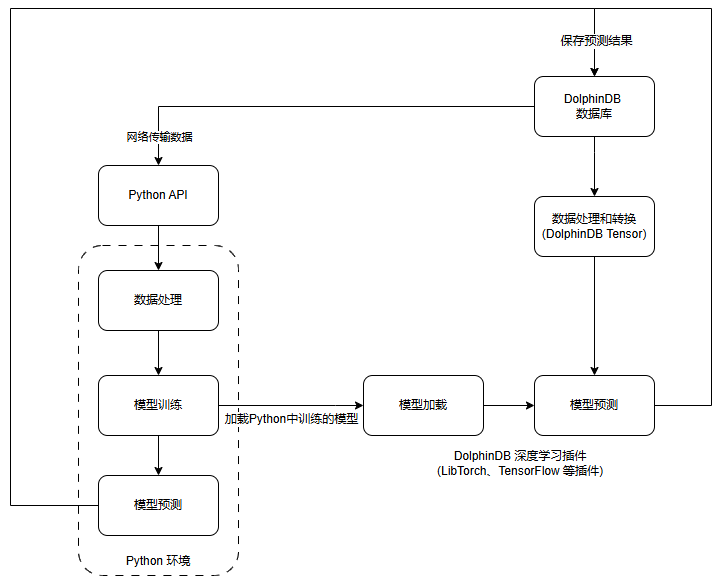 保存预测结果
DolphinDB
数据库
网络传输数据
Python API
数据处理和转换
(DolphinDB Tensor)
数据处理
模型训练
加载Python中训练的模型
模型加载
模型预测
DolphinDB 深度学习插件
(LibTorch、TensorFlow 等插件)
模型预测
Python 环境